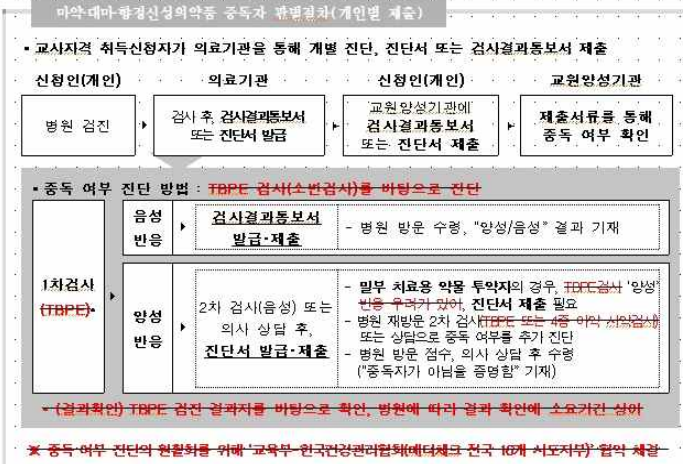 마약·대마·향정신성의약품 중독자 판별절차(개인별 제출)
▪ 교사자격 취득신청자가 의료기관을 통해 개별 진단, 진단서 또는 검사결과통보서 제출
신청인(개인) 의료기관 신청인(개인) 교원양성기관
병원 검진
검사 후, 검사결과통보서
또는 진단서 발급
교원양성기관에
검사결과통보서
또는 진단서 제출
제출서류를 통해
중독 여부 확인
▪ 중독 여부 진단 방법 : TBPE 검사(소변검사)를 바탕으로 진단
1차검사
(TBPE)
음성
반응
검사결과통보서
발급·제출
- 병원 방문 수령, "양성/음성" 결과 기재
양성
반응
2차 검사(음성) 또는
의사 상담 후,
진단서 발급·제출
- 일부 치료용 약물 투약자의 경우, TBPE검사 '양성'
반응 우려가 있어, 진단서 제출 필요
- 병원 재방문 2차 검사(TBPE 또는 4종 마약 시약검사)
또는 상담으로 중독 여부를 추가 진단
- 병원 방문 접수, 의사 상담 후 수령
("중독자가 아님을 증명함" 기재)
▪ (결과확인) TBPE 검진 결과지를 바탕으로 확인, 병원에 따라 결과 확인에 소요기간 상이
※ 중독 여부 진단의 원활화를 위해 '교육부-한국건강관리협회(메디체크 전국 16개 시도지부)' 협약 체결